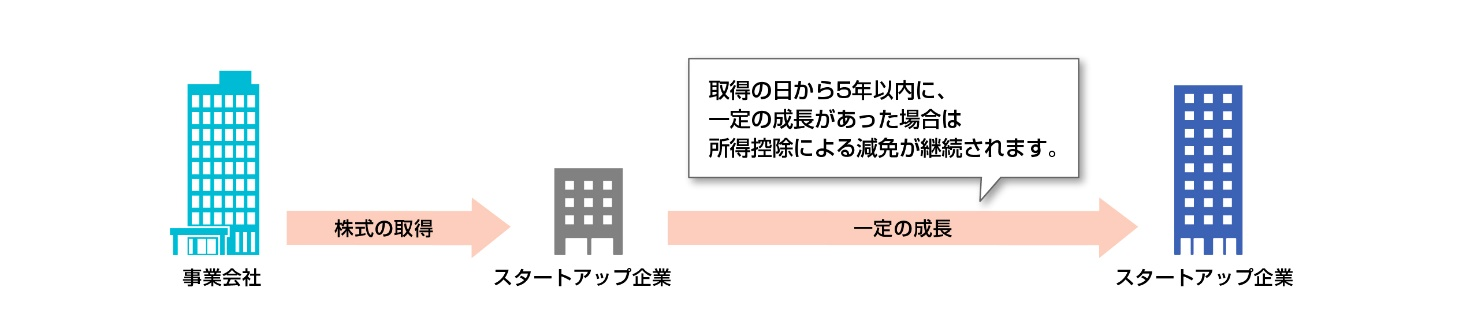 取得の日から5年以内に、
一定の成長があった場合は
所得控除による減免が継続されます。
株式の取得
一定の成長
事業会社
スタートアップ企業
スタートアップ企業